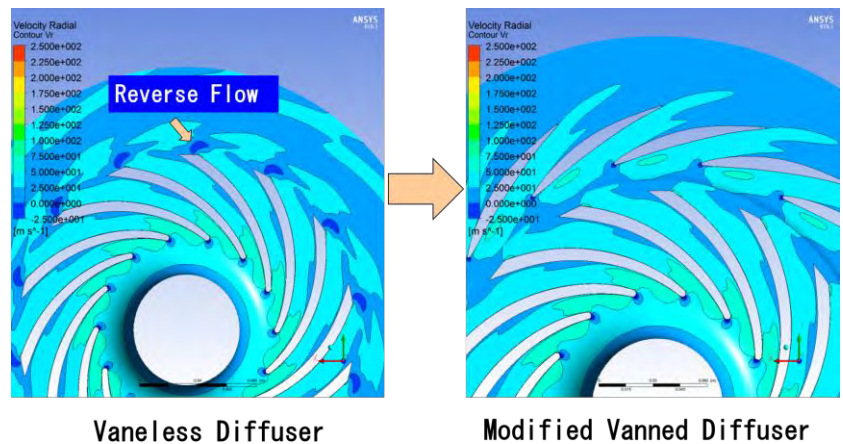 Velocity Radial
Contour Vr
2.500e+002
2.250e+002
2.000e+002
1.750e+002
1.500e+002
1.250e+002
1.000e+002
7.500e+001
5.000e+001
2.500e+001
0.000e+000
-2.500e+001
[m s^-1]
Reverse Flow
ANSYS
Vaneless Diffuser
Velocity Radial
Contour Vr
2.500e+002
2.250e+002
2.000e+002
1.750e+002
1.500e+002
1.250e+002
1.000e+002
7.500e+001
5.000e+001
2.500e+001
0.000e+000
-2.500e+001
[m s^-1]
ANSYS
Modified Vanned Diffuser